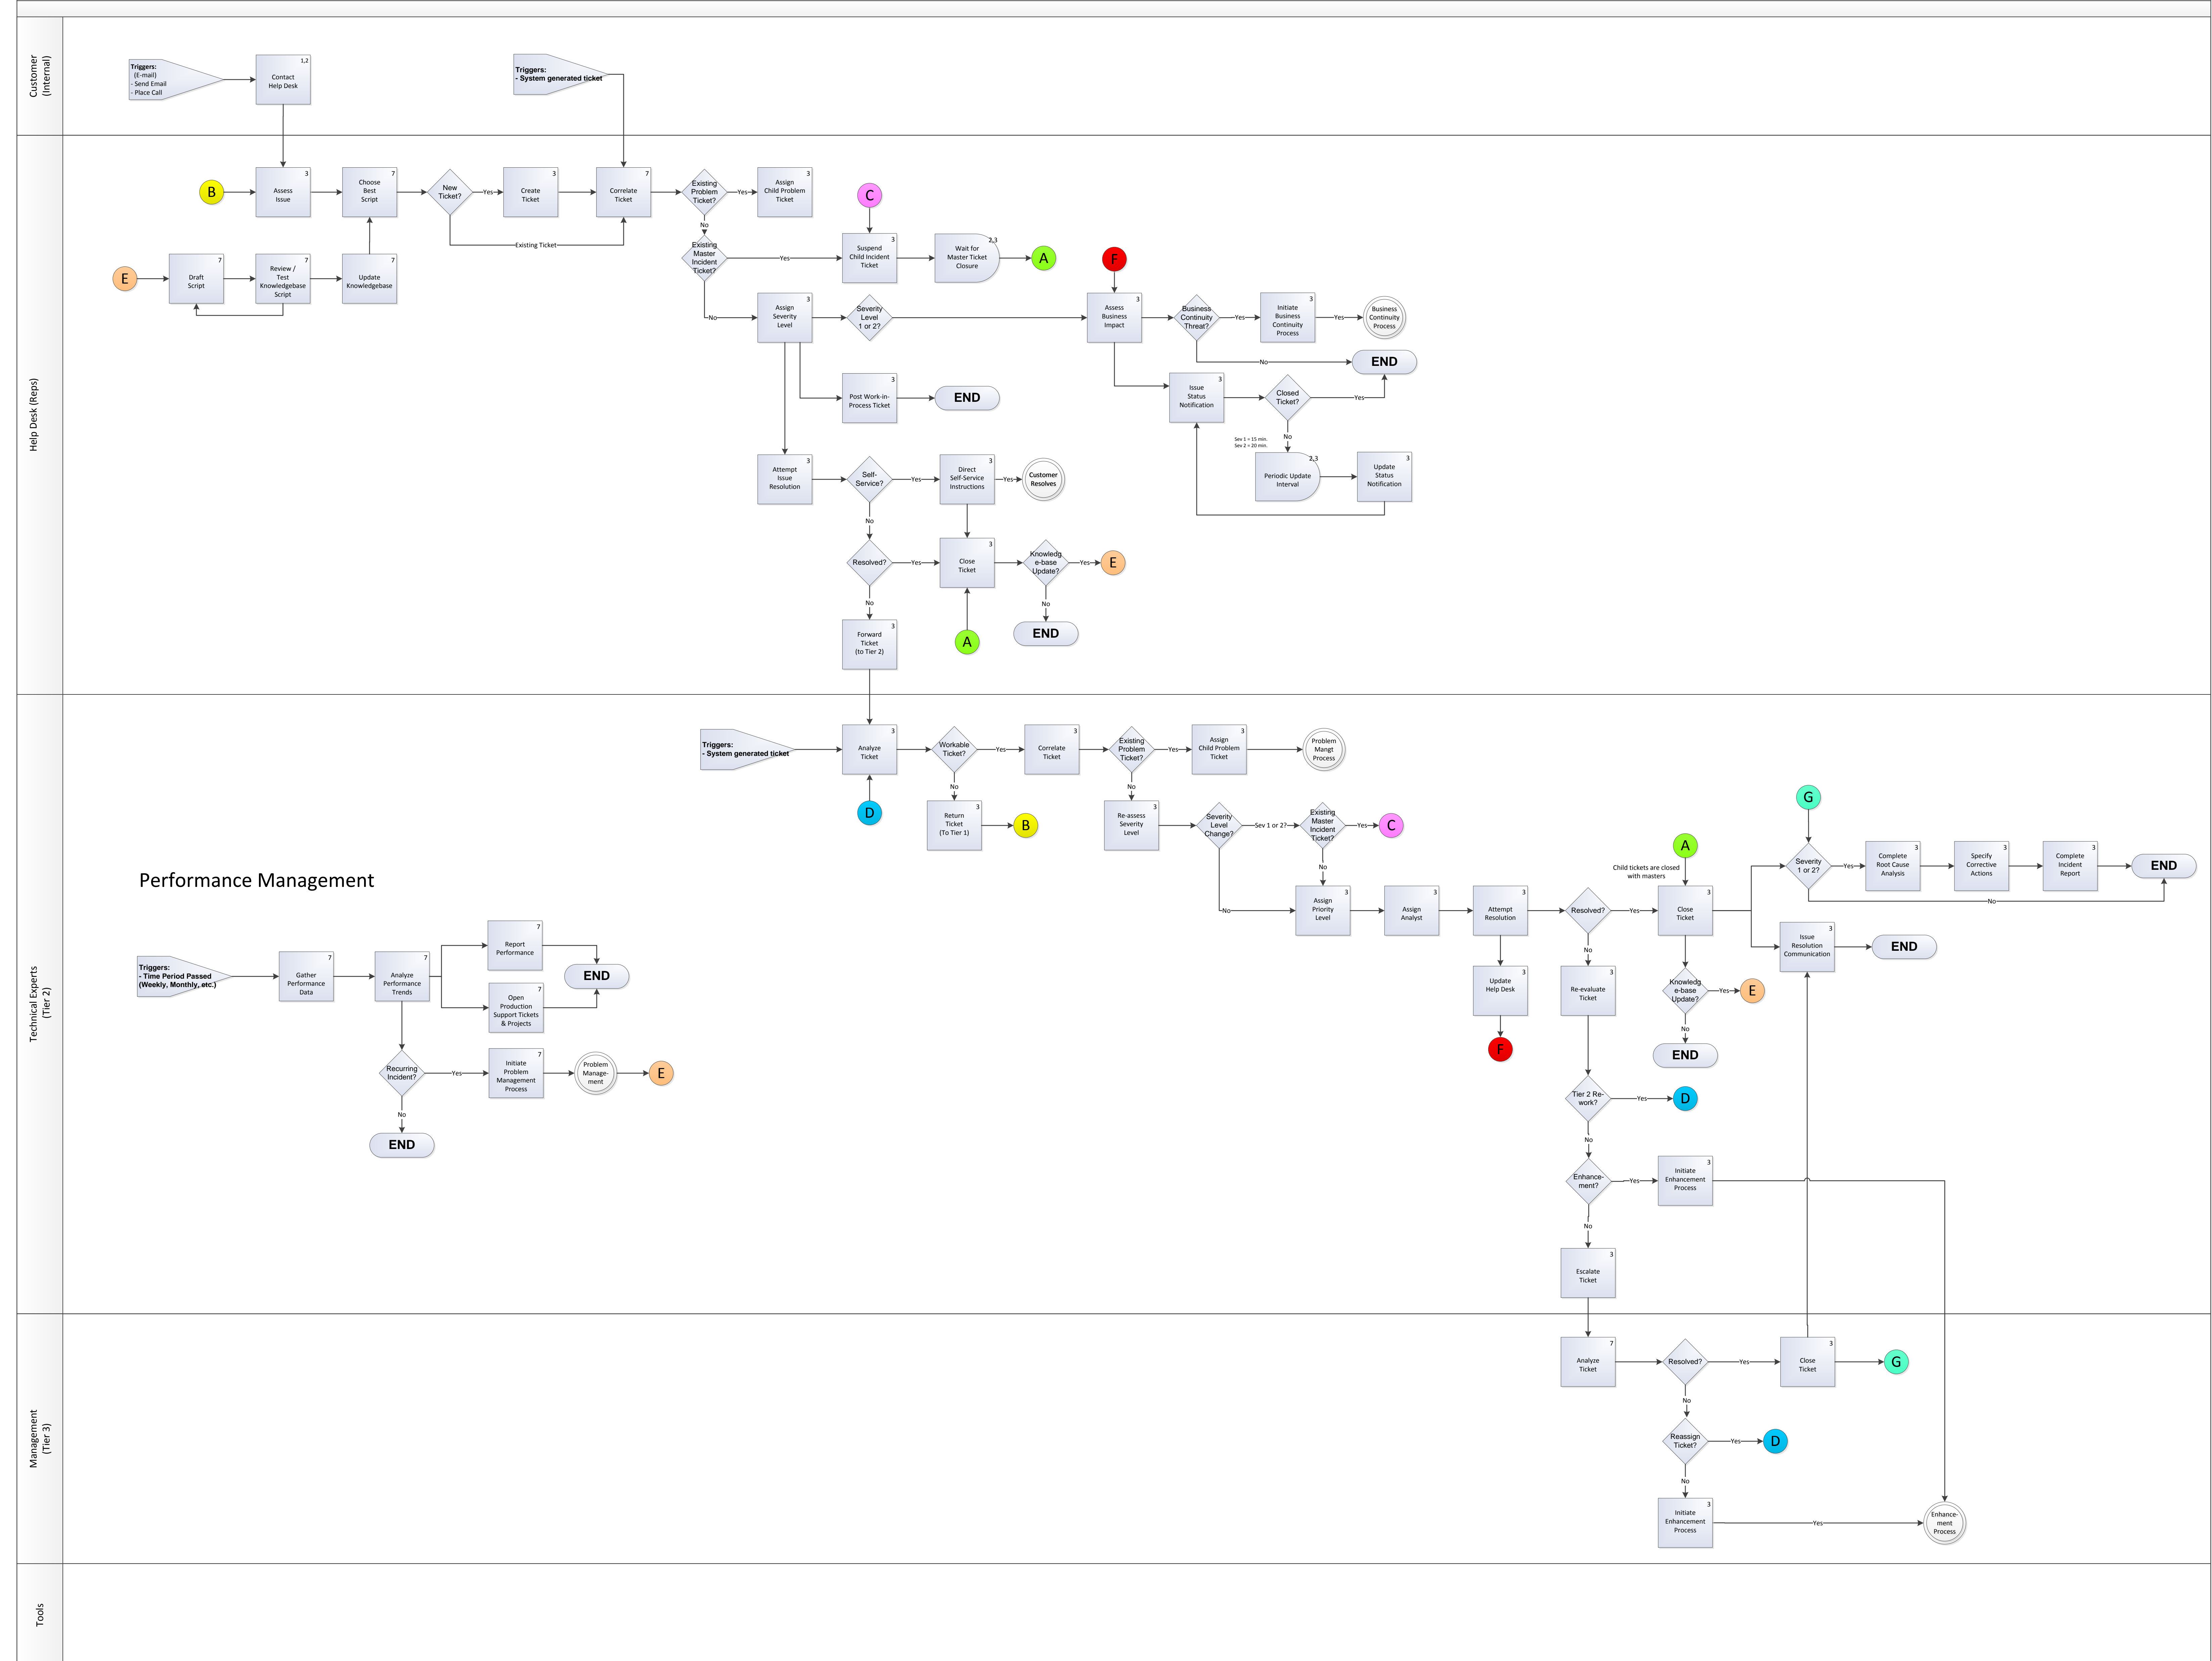 Customer
(Internal)
Triggers:
(E-mail)
- Send Email
- Place Call
1,2
Contact
Help Desk
Triggers:
- System generated ticket
Help Desk (Reps)
B
3
Assess
Issue
7
Choose
Best
Script
New
Ticket?
Yes
3
Create
Ticket
7
Correlate
Ticket
Existing
Problem
Ticket?
Yes
3
Assign
Child Problem
Ticket
Existing Ticket
No
C
E
7
Draft
Script
7
Review /
Test
Knowledgebase
Script
7
Update
Knowledgebase
Existing
Master
Incident
Ticket?
Yes
3
Suspend
Child Incident
Ticket
2,3
Wait for
Master Ticket
Closure
A
F
No
3
Assign
Severity
Level
Severity
Level
1 or 2?
3
Assess
Business
Impact
Business
Continuity
Threat?
Yes
3
Initiate
Business
Continuity
Process
Yes
Business
Continuity
Process
No
END
3
Post Work-in-
Process Ticket
END
3
Issue
Status
Notification
Closed
Ticket?
Yes
No
Sev 1 = 15 min.
Sev 2 = 20 min.
2,3
Periodic Update
Interval
3
Update
Status
Notification
3
Attempt
Issue
Resolution
Self-
Service?
Yes
3
Direct
Self-Service
Instructions
Yes
Customer
Resolves
No
Resolved?
Yes
3
Close
Ticket
Knowledg
e-base
Update?
Yes
E
No
No
END
3
Forward
Ticket
(to Tier 2)
A
Technical Experts
(Tier 2)
Triggers:
- System generated ticket
3
Analyze
Ticket
Workable
Ticket?
Yes
3
Correlate
Ticket
Existing
Problem
Ticket?
Yes
3
Assign
Child Problem
Ticket
Problem
Mangt
Process
No
No
D
3
Return
Ticket
(To Tier 1)
B
3
Re-assess
Severity
Level
Severity
Level
Change?
Sev 1 or 2?
Existing
Master
Incident
Ticket?
Yes
C
G
A
No
Child tickets are closed
with masters
Severity
1 or 2?
Yes
3
Complete
Root Cause
Analysis
3
Specify
Corrective
Actions
3
Complete
Incident
Report
END
No
No
3
Assign
Priority
Level
3
Assign
Analyst
3
Attempt
Resolution
Resolved?
Yes
3
Close
Ticket
3
Issue
Resolution
Communication
END
No
3
Update
Help Desk
3
Re-evaluate
Ticket
Knowledg
e-base
Update?
Yes
E
No
F
END
Tier 2 Re-
work?
Yes
D
No
Enhance-
ment?
Yes
3
Initiate
Enhancement
Process
No
3
Escalate
Ticket
Performance Management
Triggers:
- Time Period Passed
(Weekly, Monthly, etc.)
7
Gather
Performance
Data
7
Analyze
Performance
Trends
7
Report
Performance
END
7
Open
Production
Support Tickets
& Projects
Recurring
Incident?
Yes
7
Initiate
Problem
Management
Process
Problem
Manage-
ment
E
No
END
Management
(Tier 3)
7
Analyze
Ticket
Resolved?
Yes
3
Close
Ticket
G
No
Reassign
Ticket?
Yes
D
No
3
Initiate
Enhancement
Process
Yes
Enhance-
ment
Process
Tools